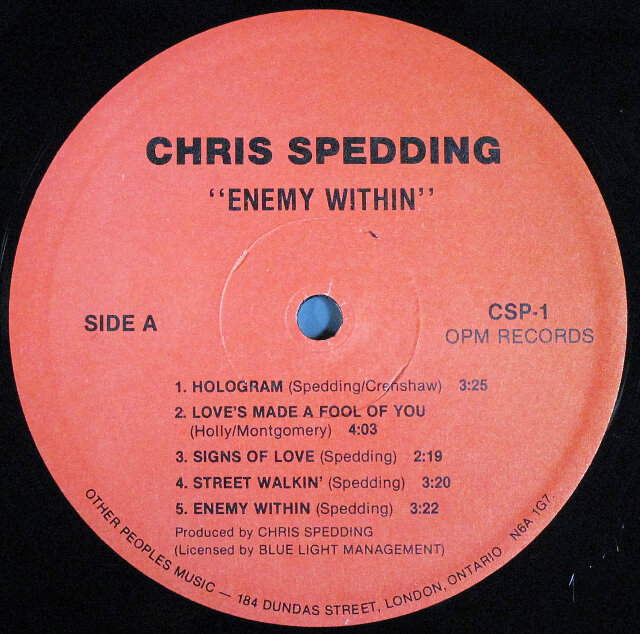 CHRIS SPEDDING
“ENEMY WITHIN”
SIDE A
CSP-1
OPM RECORDS
1. HOLOGRAM (Spedding/Crenshaw) 3:25
2. LOVE'S MADE A FOOL OF YOU
(Holly/Montgomery) 4:03
3. SIGNS OF LOVE (Spedding) 2:19
4. STREET WALKIN' (Spedding) 3:20
5. ENEMY WITHIN (Spedding) 3:22
Produced by CHRIS SPEDDING
(Licensed by BLUE LIGHT MANAGEMENT)
OTHER PEOPLES MUSIC — 184 DUNDAS STREET, LONDON, ONTARIO N6A 1G7.